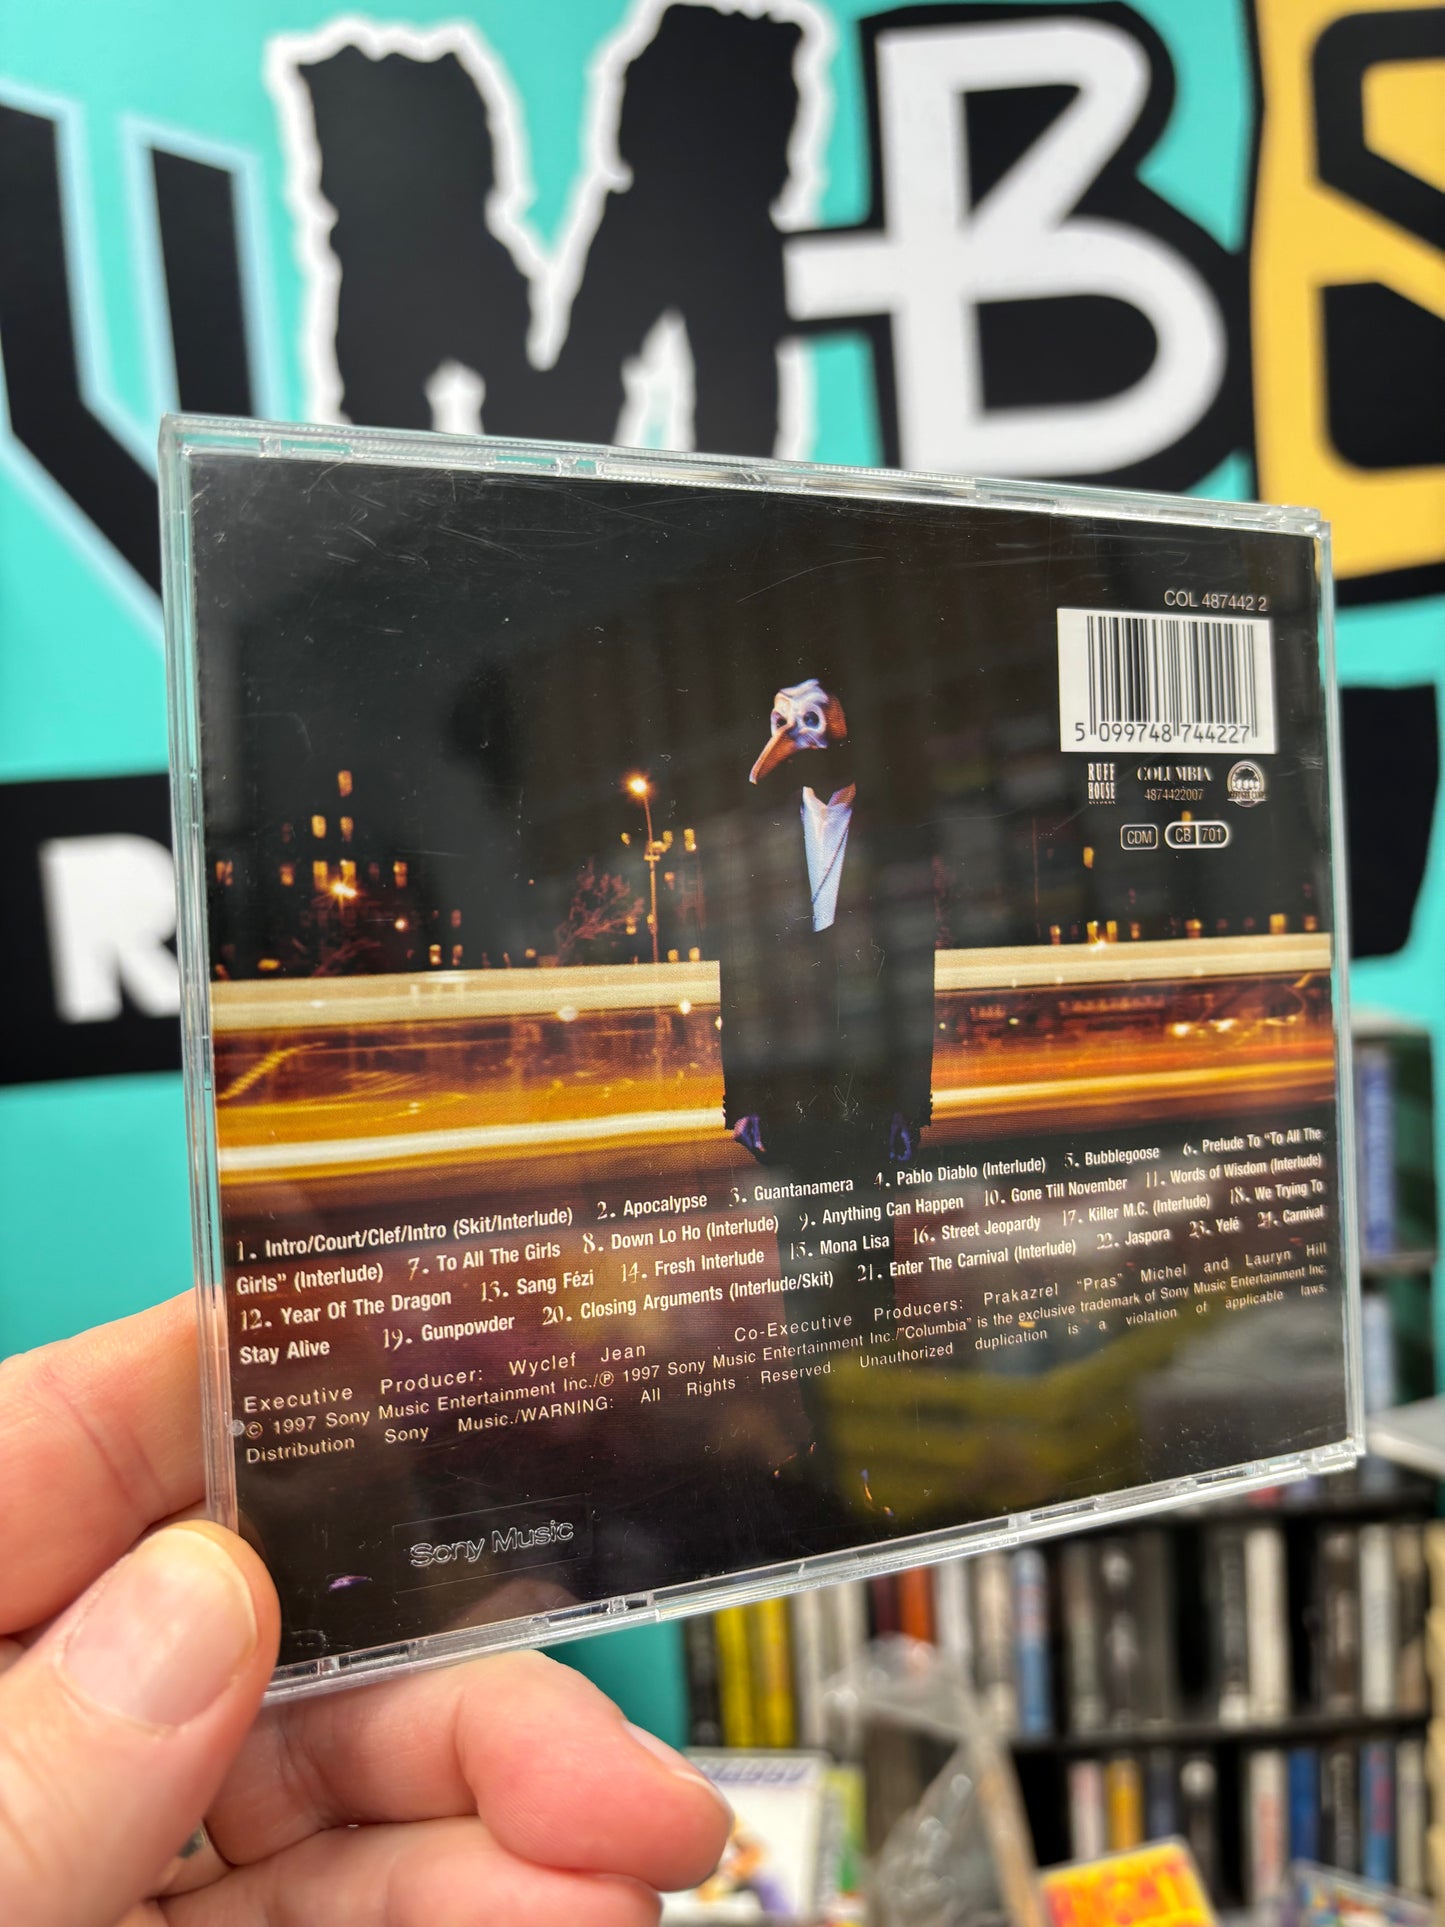 UMBS
R
COL 487442 2
5 099748 744227
RUFF HOUSE RECORDS
COLUMBIA
4874422007
CDM CB 701
1. Intro/Court/Clef/Intro (Skit/Interlude) 2. Apocalypse 3. Guantanamera 4. Pablo Diablo (Interlude) 5. Bubblegoose 6. Prelude To "To All The
Girls" (Interlude) 7. To All The Girls 8. Down Lo Ho (Interlude) 9. Anything Can Happen 10. Gone Till November 11. Words of Wisdom (Interlude)
12. Year Of The Dragon 13. Sang Fézi 14. Fresh Interlude 15. Mona Lisa 16. Street Jeopardy 17. Killer M.C. (Interlude) 18. We Trying To
Stay Alive 19. Gunpowder 20. Closing Arguments (Interlude/Skit) 21. Enter The Carnival (Interlude) 22. Jaspora 23. Yelé 24. Carnival
Executive Producer: Wyclef Jean Co-Executive Producers: Prakazrel "Pras" Michel and Lauryn Hill
© 1997 Sony Music Entertainment Inc./℗ 1997 Sony Music Entertainment Inc./"Columbia" is the exclusive trademark of Sony Music Entertainment Inc.
Distribution Sony Music./WARNING: All Rights Reserved. Unauthorized duplication is a violation of applicable laws.
Sony Music